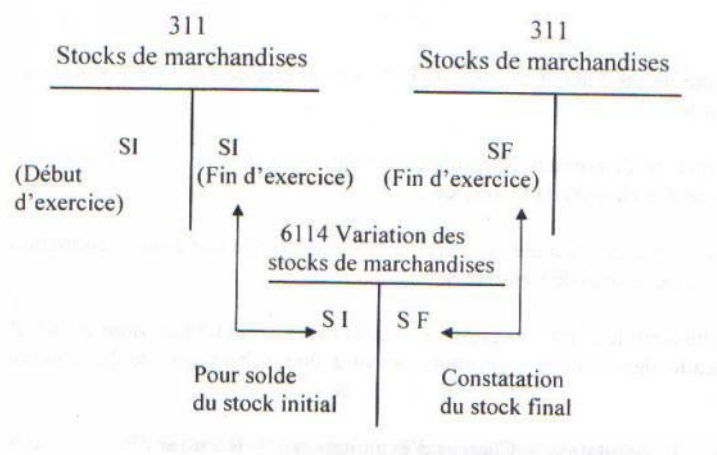 311
Stocks de marchandises
311
Stocks de marchandises
SI
SI
(Début
d'exercice)
(Fin d'exercice)
SF
(Fin d'exercice)
6114 Variation des
stocks de marchandises
S I
S F
Pour solde
du stock initial
Constatation
du stock final